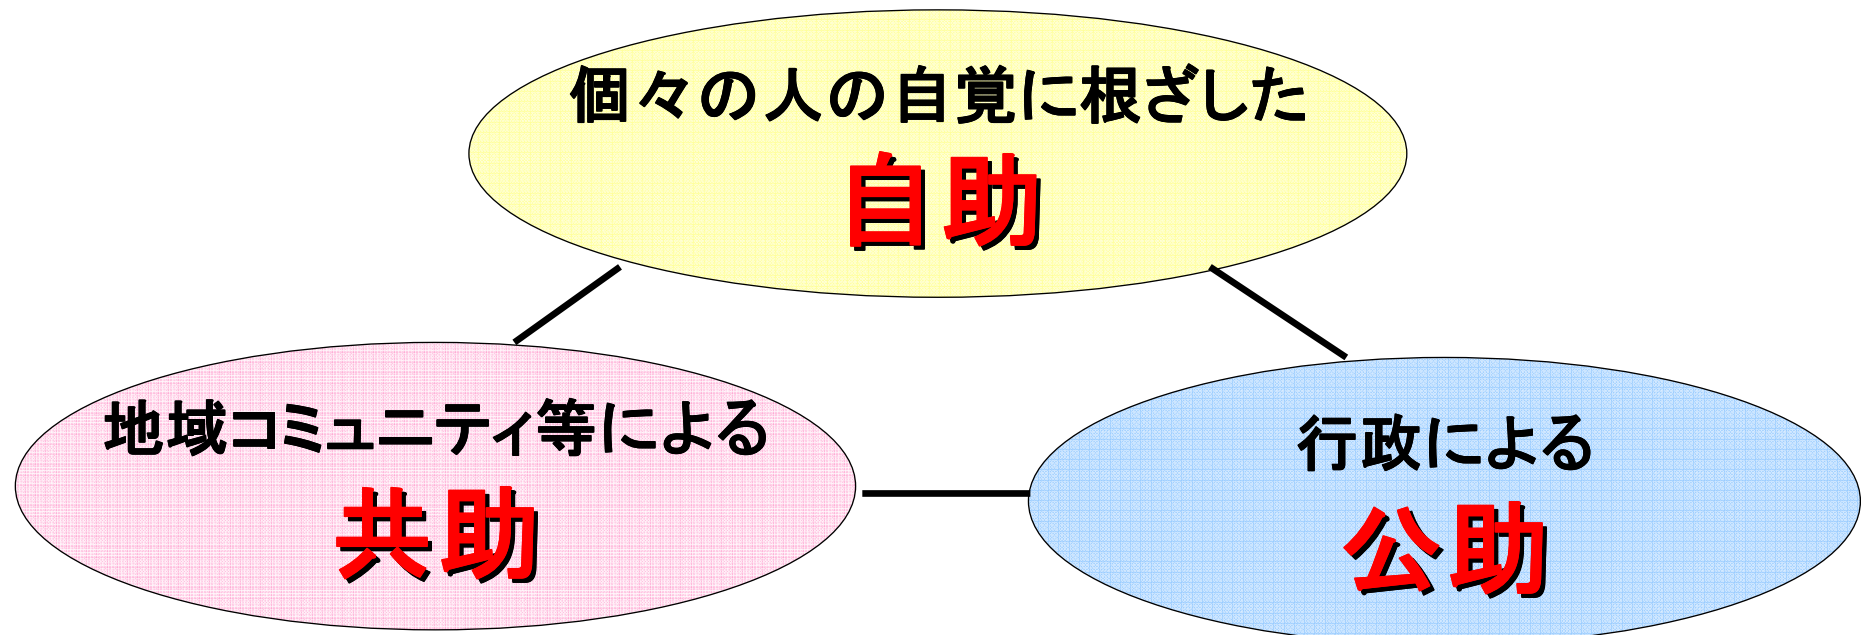 個々の人の自覚に根ざした
自助
地域コミュニティ等による
共助
行政による
公助